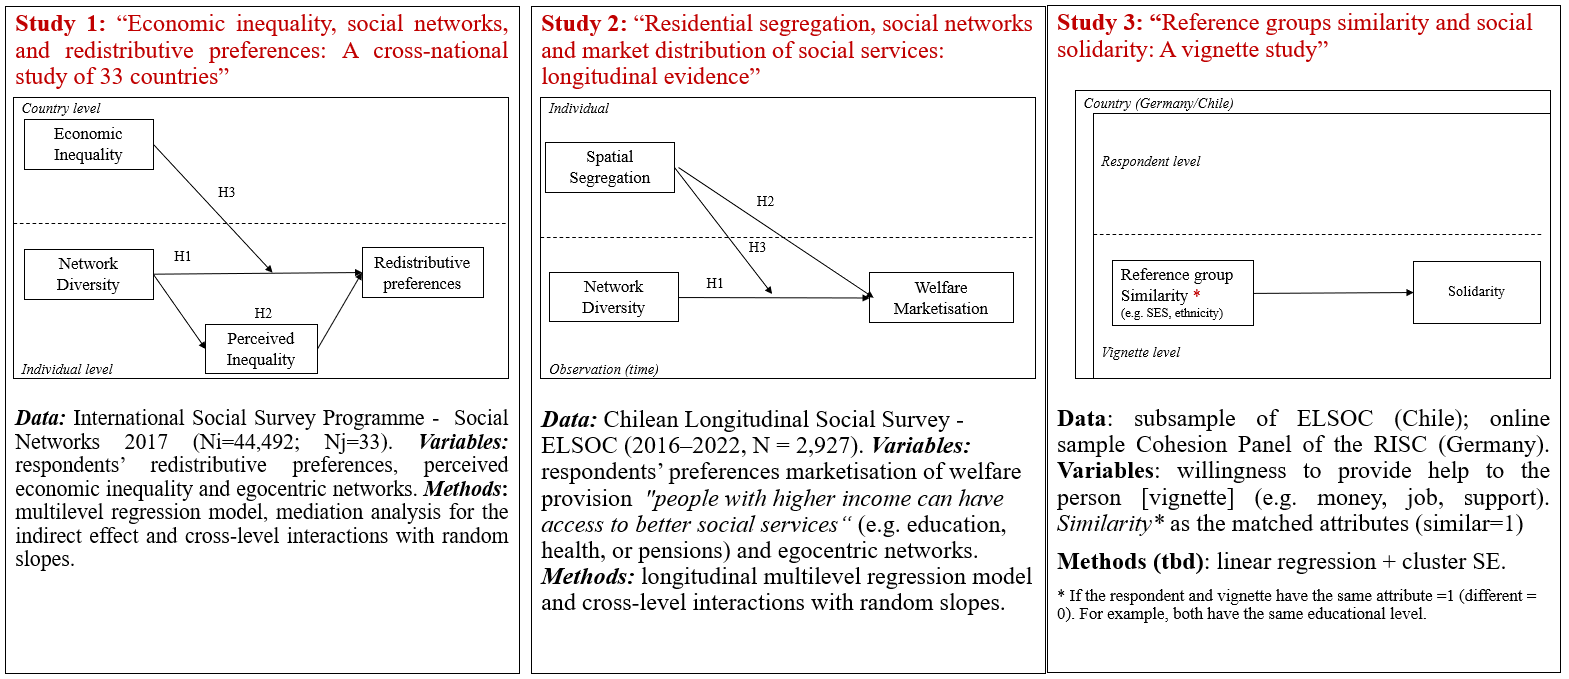 Study 1: “Economic inequality, social networks,
and redistributive preferences: A cross-national
study of 33 countries”
Country level
Economic
Inequality
H3
Network
Diversity
H1
Redistributive
preferences
H2
Perceived
Inequality
Individual level
Data: International Social Survey Programme - Social
Networks 2017 (Ni=44,492; Nj=33). Variables:
respondents’ redistributive preferences, perceived
economic inequality and egocentric networks. Methods:
multilevel regression model, mediation analysis for the
indirect effect and cross-level interactions with random
slopes.
Study 2: “Residential segregation, social networks
and market distribution of social services:
longitudinal evidence”
Individual
Spatial
Segregation
H2
H3
Network
Diversity
H1
Welfare
Marketisation
Observation (time)
Data: Chilean Longitudinal Social Survey -
ELSOC (2016–2022, N = 2,927). Variables:
respondents’ preferences marketisation of welfare
provision "people with higher income can have
access to better social services“ (e.g. education,
health, or pensions) and egocentric networks.
Methods: longitudinal multilevel regression model
and cross-level interactions with random slopes.
Study 3: “Reference groups similarity and social
solidarity: A vignette study”
Country (Germany/Chile)
Respondent level
Reference group
Similarity *
(e.g. SES, ethnicity)
Solidarity
Vignette level
Data: subsample of ELSOC (Chile); online
sample Cohesion Panel of the RISC (Germany).
Variables: willingness to provide help to the
person [vignette] (e.g. money, job, support).
Similarity* as the matched attributes (similar=1)
Methods (tbd): linear regression + cluster SE.
* If the respondent and vignette have the same attribute =1 (different =
0). For example, both have the same educational level.